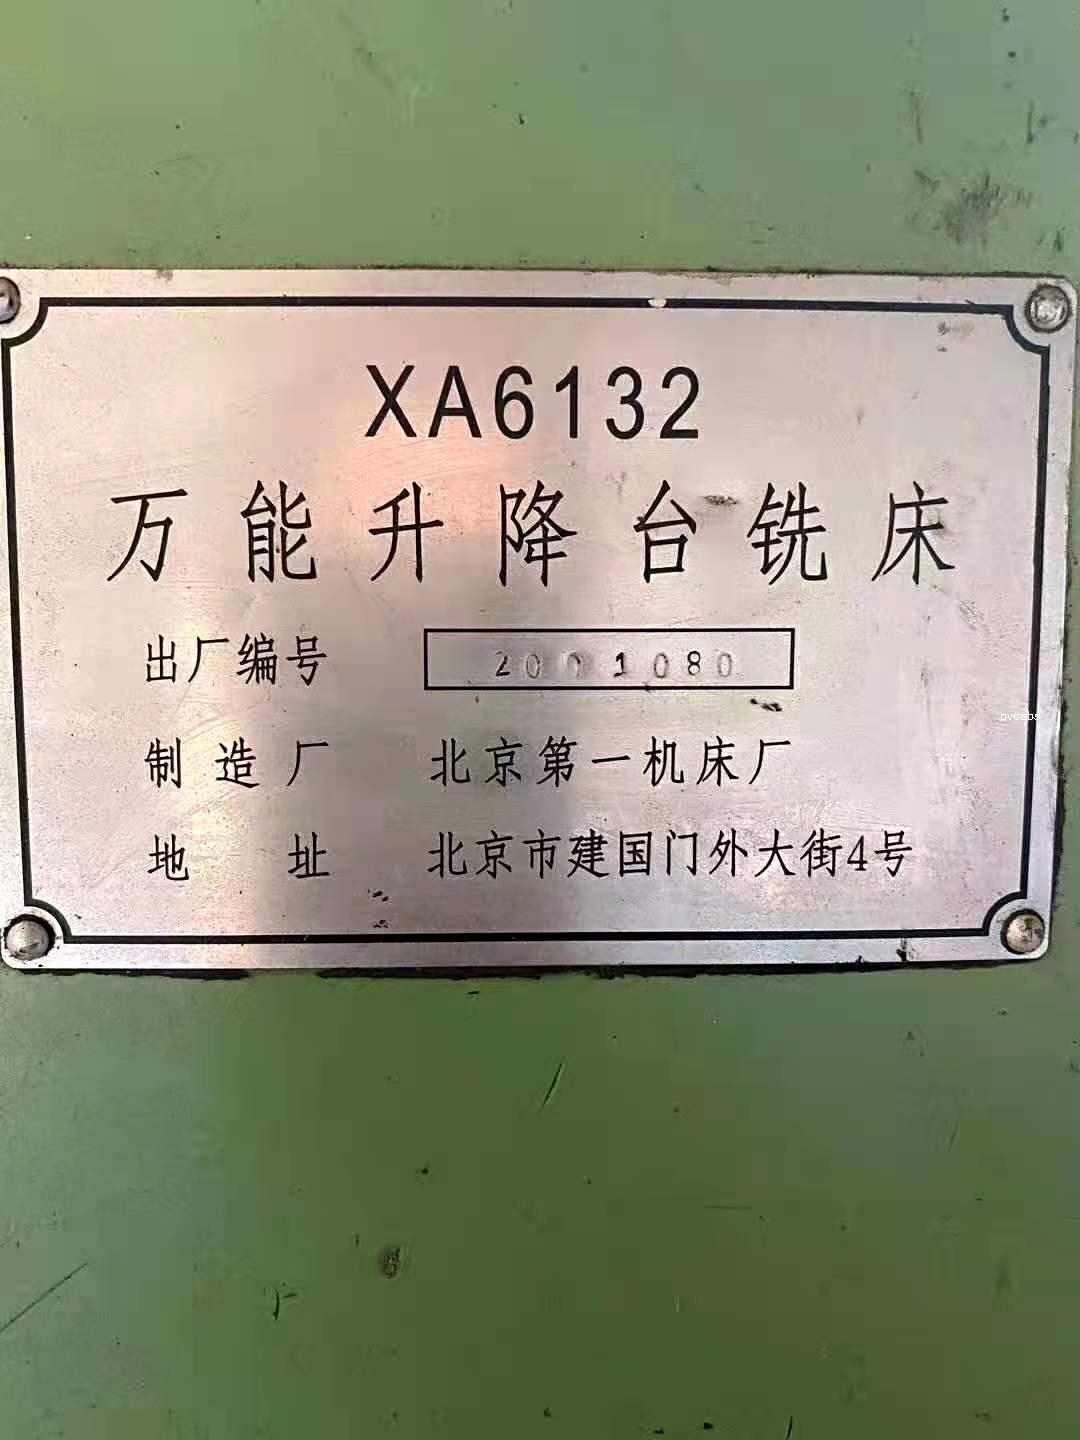 XA6132
万能升降台铣床
出厂编号 2001080
制造厂 北京第一机床厂
地址 北京市建国门外大街4号